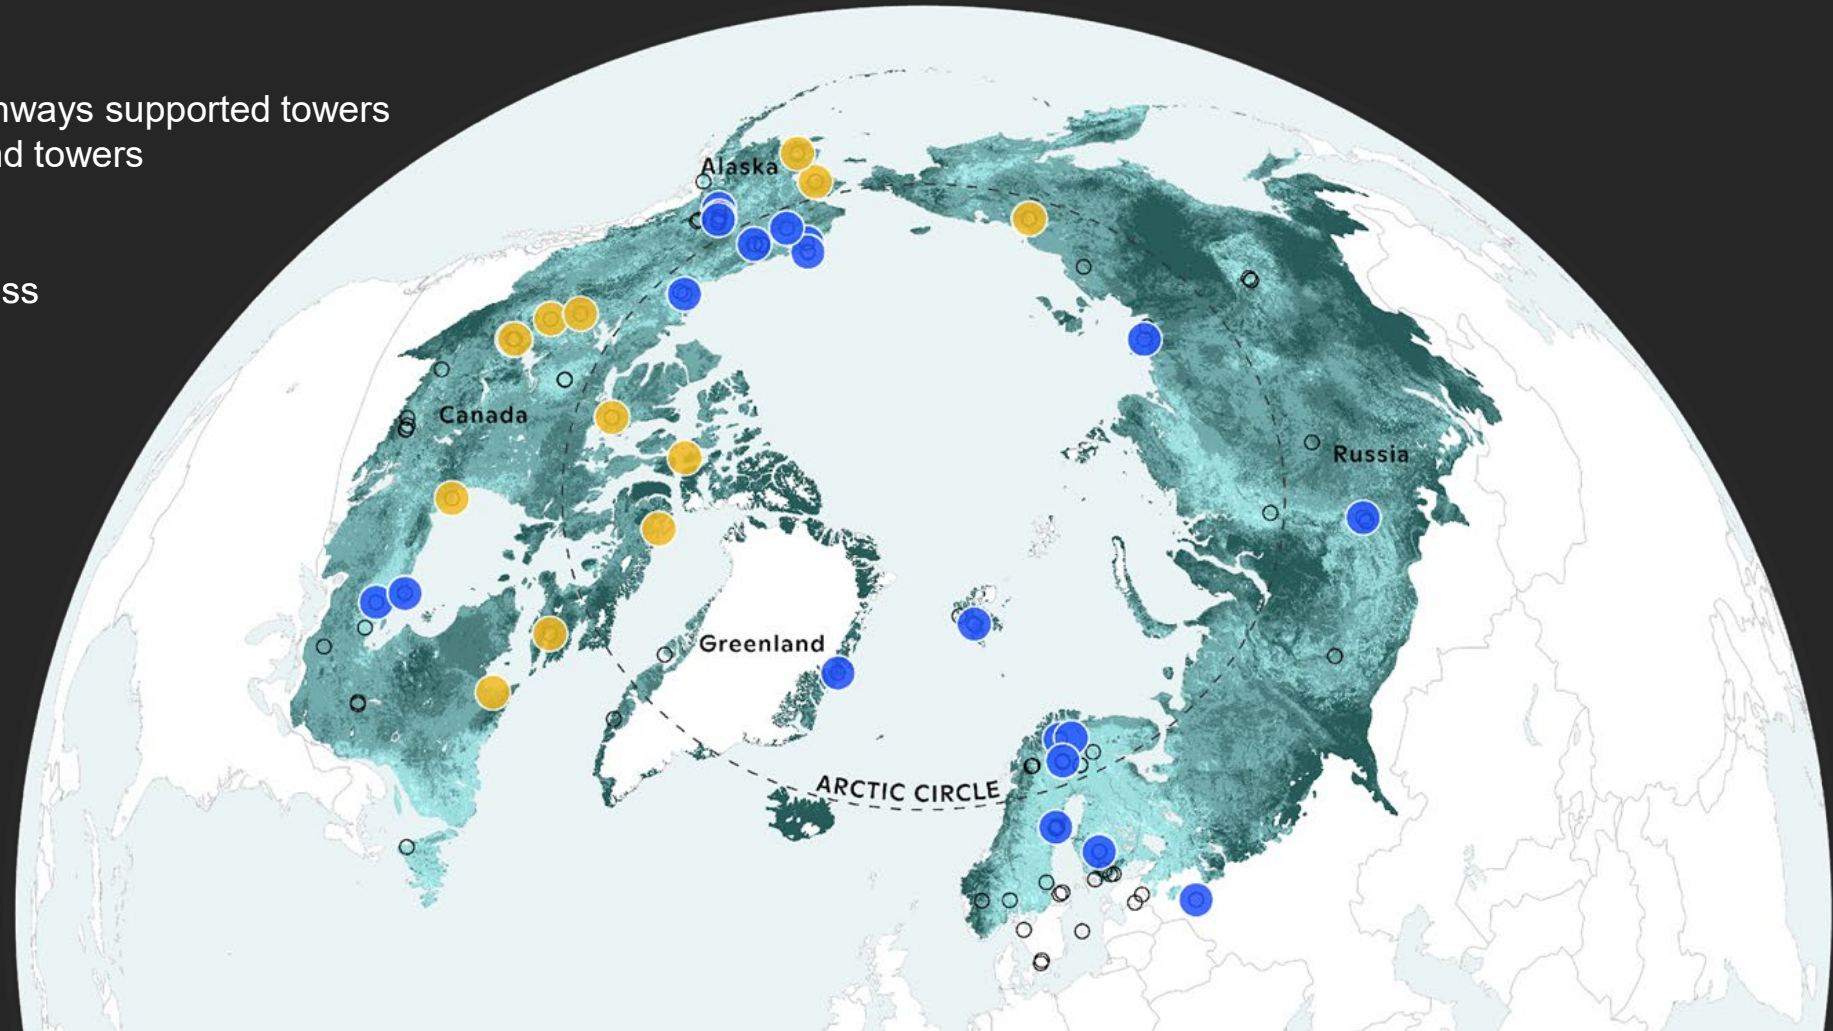 nways supported towers
nd towers
ss
Alaska
Canada
Russia
Greenland
ARCTIC CIRCLE